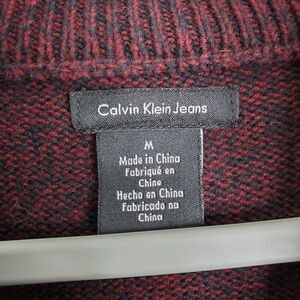 Calvin Klein Jeans
M
Made in China
Fabriqué en
Chine
Hecho en China
Fabricado na
China